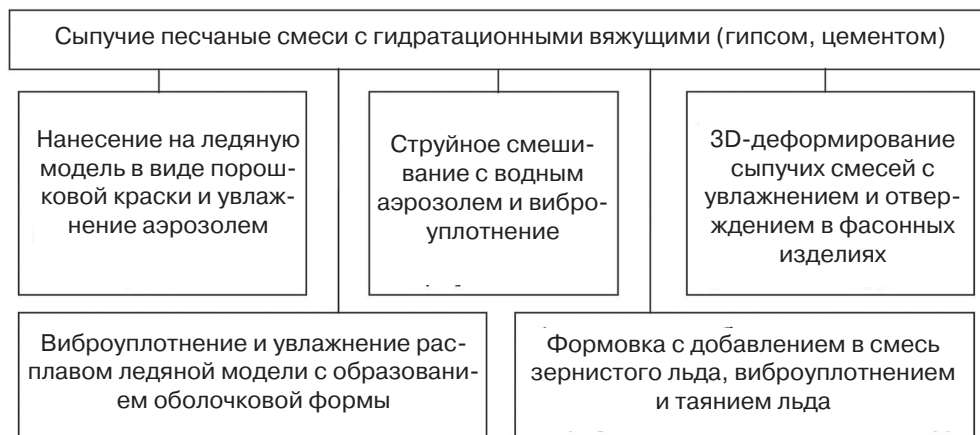 Сыпучие песчаные смеси с гидратационными вяжущими (гипсом, цементом)
Нанесение на ледяную
модель в виде порош-
ковой краски и увлаж-
нение аэрозолем
Струйное смеши-
вание с водным
аэрозолем и вибро-
уплотнение
3D-деформирование
сыпучих смесей с
увлажнением и отвер-
ждением в фасонных
изделиях
Виброуплотнение и увлажнение рас-
плавом ледяной модели с образовани-
ем оболочковой формы
Формовка с добавлением в смесь
зернистого льда, виброуплотнением
и таянием льда